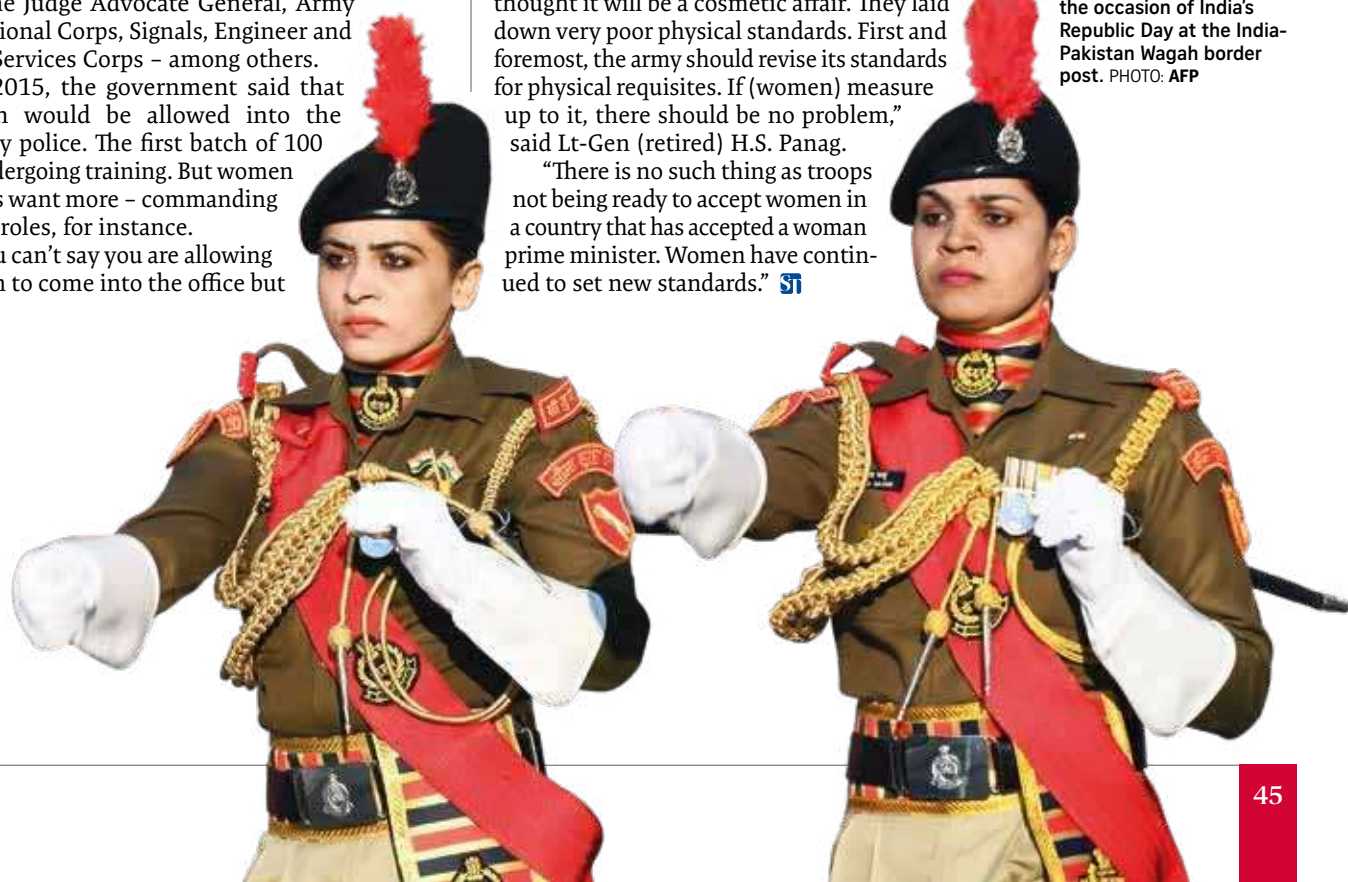 he Judge Advocate General, Army
ional Corps, Signals, Engineer and
Services Corps – among others.
2015, the government said that
would be allowed into the
y police. The first batch of 100
dergoing training. But women
s want more – commanding
roles, for instance.
u can’t say you are allowing
n to come into the office but
thought it will be a cosmetic affair. They laid
down very poor physical standards. First and
foremost, the army should revise its standards
for physical requisites. If (women) measure
up to it, there should be no problem,”
said Lt-Gen (retired) H.S. Panag.
“There is no such thing as troops
not being ready to accept women in
a country that has accepted a woman
prime minister. Women have contin-
ued to set new standards.” ST
the occasion of India’s
Republic Day at the India-
Pakistan Wagah border
post. PHOTO: AFP
45